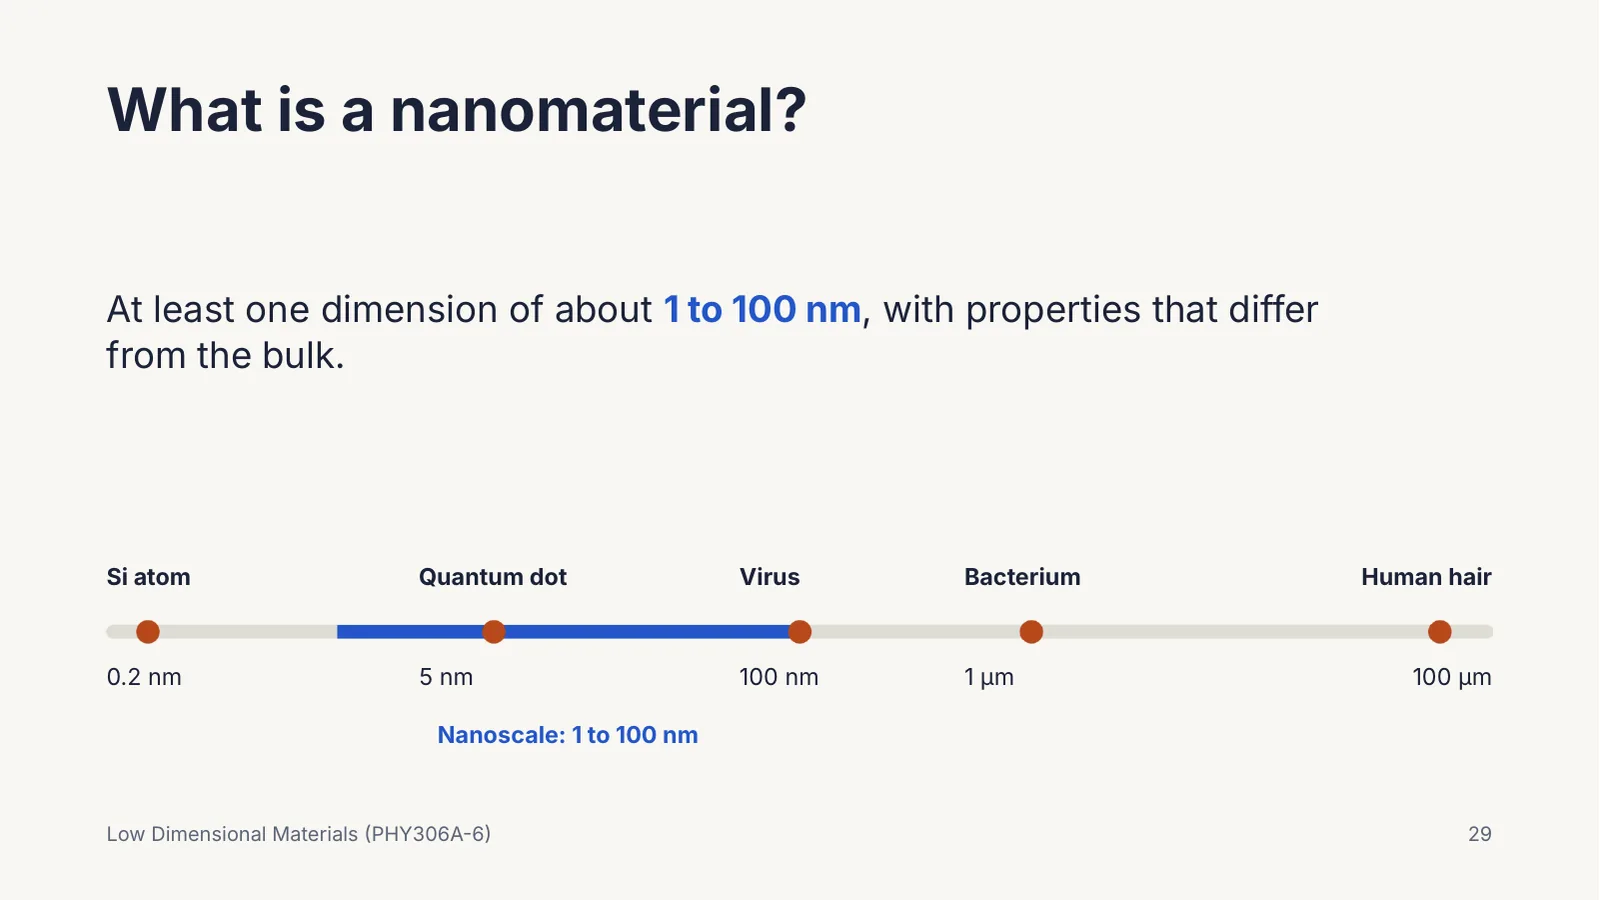 What is a nanomaterial?
At least one dimension of about 1 to 100 nm, with properties that differ
from the bulk.
Si atom
Quantum dot
Virus
Bacterium
Human hair
0.2 nm
5 nm
100 nm
1 µm
100 µm
Nanoscale: 1 to 100 nm
Low Dimensional Materials (PHY306A-6)
29